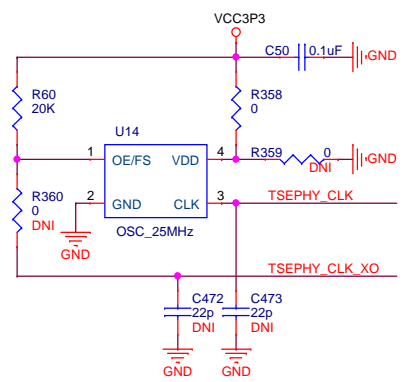 VCC3P3
C50
0.1uF
GND
R60
20K
R358
0
U14
1
OE/FS
VDD
4
R359
0
DNI
GND
R360
0
DNI
2
GND
CLK
3
TSEPHY_CLK
GND
OSC_25MHz
TSEPHY_CLK_XO
C472
22p
DNI
C473
22p
DNI
GND
GND